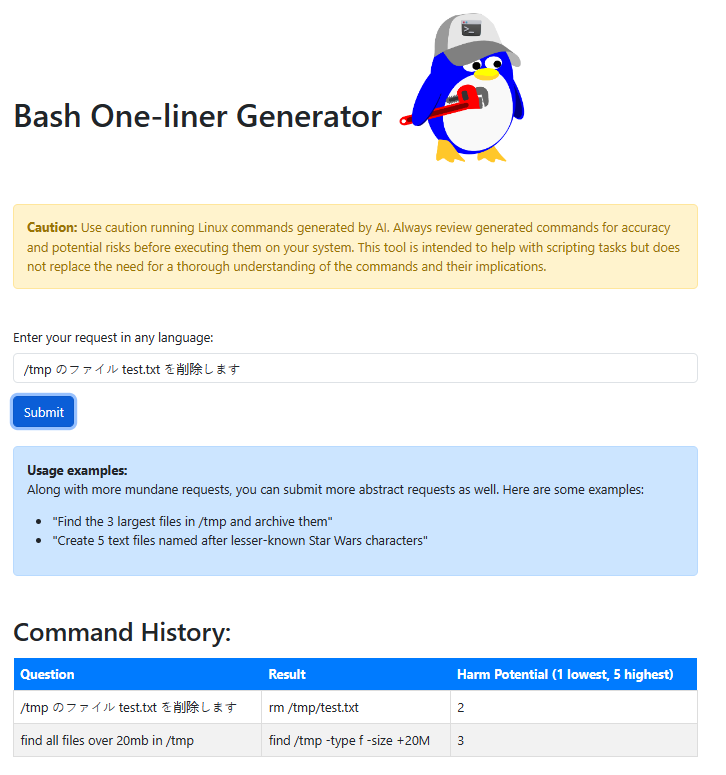 >_
Bash One-liner Generator
Caution: Use caution running Linux commands generated by AI. Always review generated commands for accuracy
and potential risks before executing them on your system. This tool is intended to help with scripting tasks but does
not replace the need for a thorough understanding of the commands and their implications.
Enter your request in any language:
/tmp のファイル test.txt を削除します
Submit
Usage examples:
Along with more mundane requests, you can submit more abstract requests as well. Here are some examples:
• "Find the 3 largest files in /tmp and archive them"
• "Create 5 text files named after lesser-known Star Wars characters"
Command History:
Question Result Harm Potential (1 lowest, 5 highest)
/tmp のファイル test.txt を削除します rm /tmp/test.txt 2
find all files over 20mb in /tmp find /tmp -type f -size +20M 3